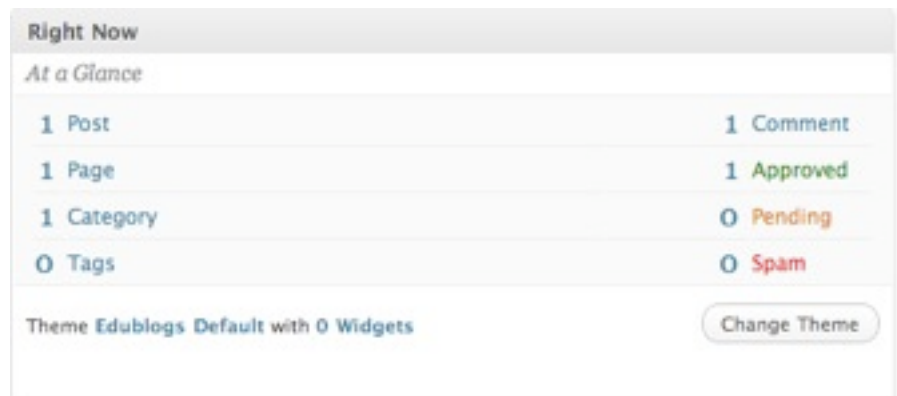 Right Now
At a Glance
1 Post 1 Comment
1 Page 1 Approved
1 Category 0 Pending
0 Tags 0 Spam
Theme Edublogs Default with 0 Widgets Change Theme